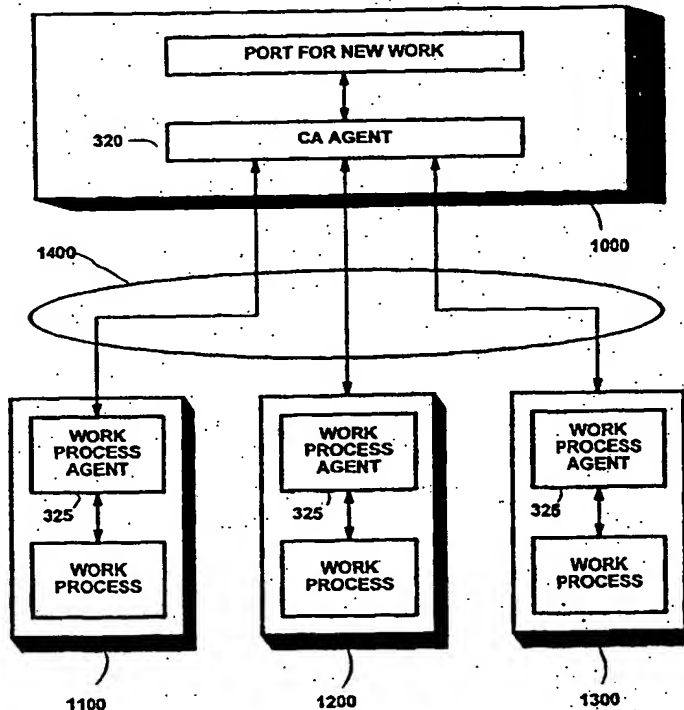 PORT FOR NEW WORK
320
CA AGENT
1000
1400
WORK
PROCESS
AGENT
325
WORK
PROCESS
1100
WORK
PROCESS
AGENT
325
WORK
PROCESS
1200
WORK
PROCESS
AGENT
325
WORK
PROCESS
1300